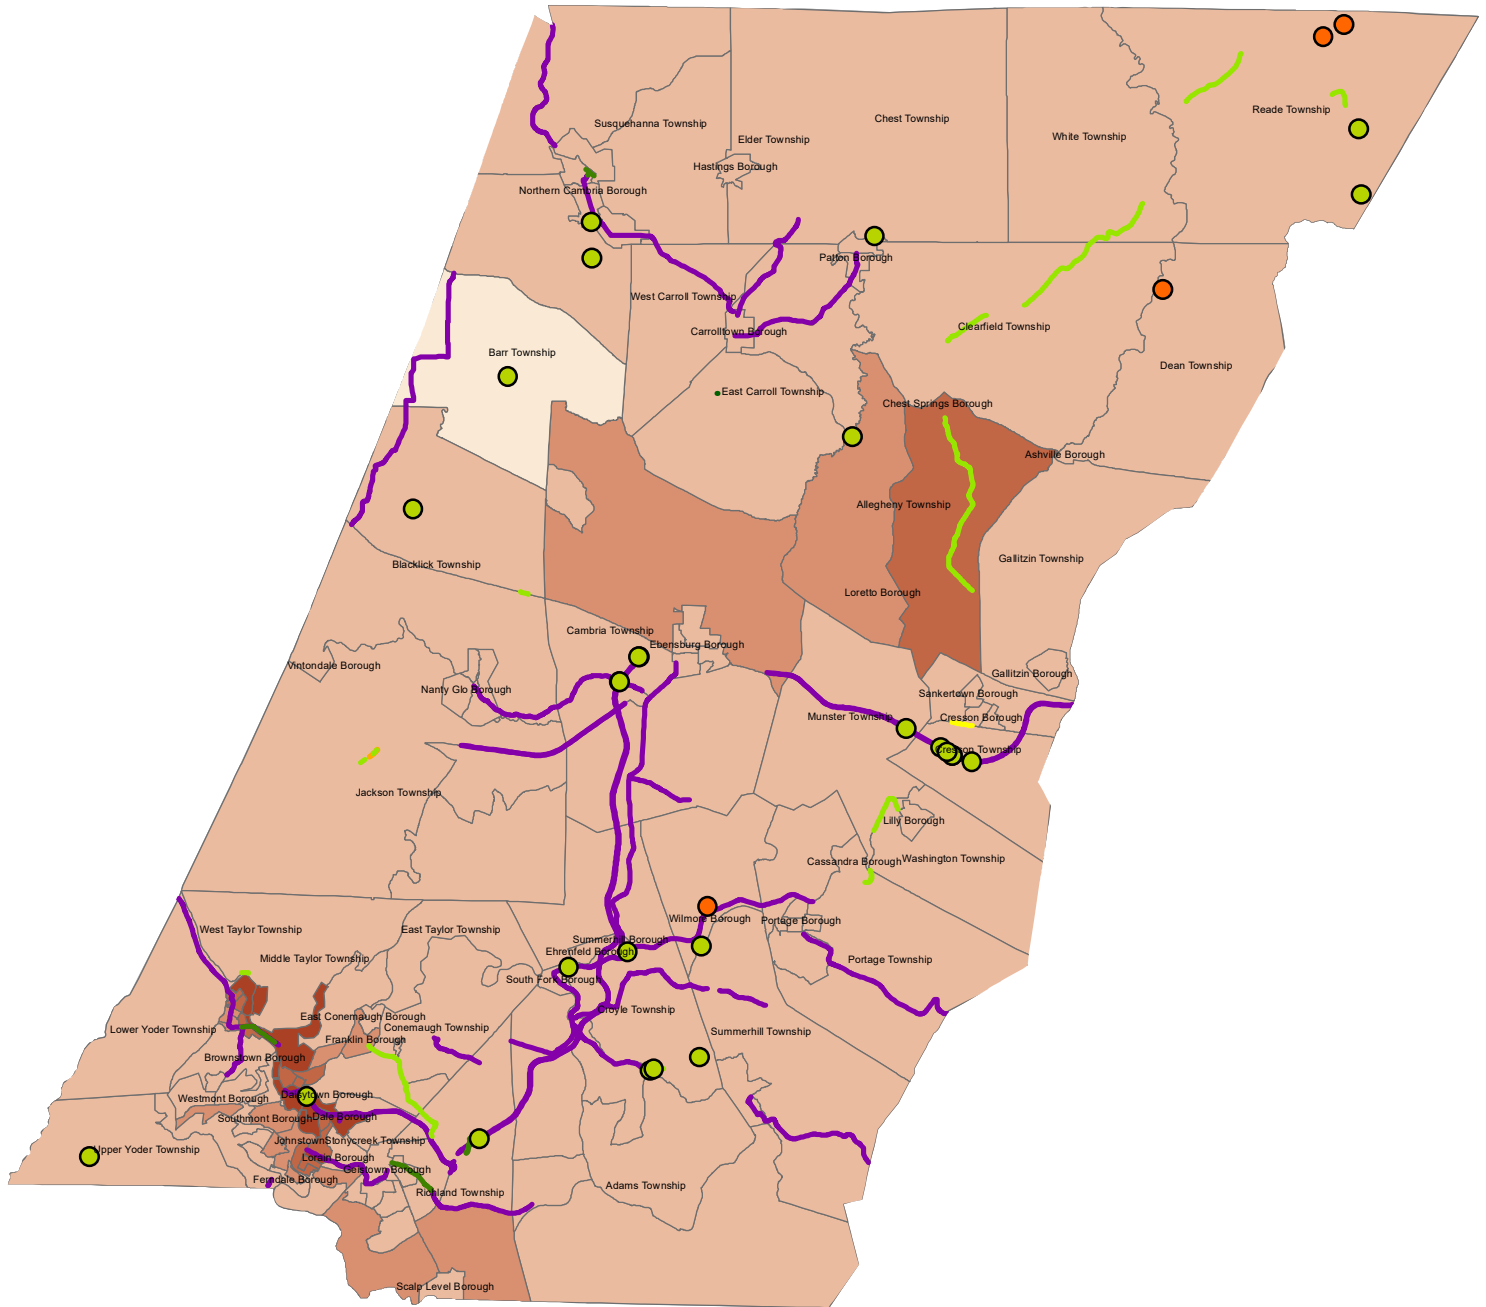 Reade Township
Chest Township
Susquehanna Township
White Township
Elder Township
Hastings Borough
Northern Cambria Borough
Patton Borough
West Carroll Township
Clearfield Township
Carrolltown Borough
Barr Township
Dean Township
East Carroll Township
Chest Springs Borough
Ashville Borough
Allegheny Township
Gallitzin Township
Blacklick Township
Loretto Borough
Cambria Township
Ebensburg Borough
Vintondale Borough
Gallitzin Borough
Nanty Glo Borough
Sankertown Borough
Munster Township
Cresson Borough
Cresson Township
Jackson Township
Lilly Borough
Cassandra Borough
Washington Township
Wilmore Borough
Portage Borough
West Taylor Township
East Taylor Township
Summerhill Borough
Ehrenfeld Borough
Middle Taylor Township
Portage Township
South Fork Borough
Croyle Township
East Conemaugh Borough
Lower Yoder Township
Conemaugh Township
Summerhill Township
Franklin Borough
Brownstown Borough
Daisytown Borough
Westmont Borough
Southmont Borough
Dale Borough
Johnstown
Stonycreek Township
Upper Yoder Township
Lorain Borough
Geistown Borough
Ferndale Borough
Adams Township
Richland Township
Scalp Level Borough